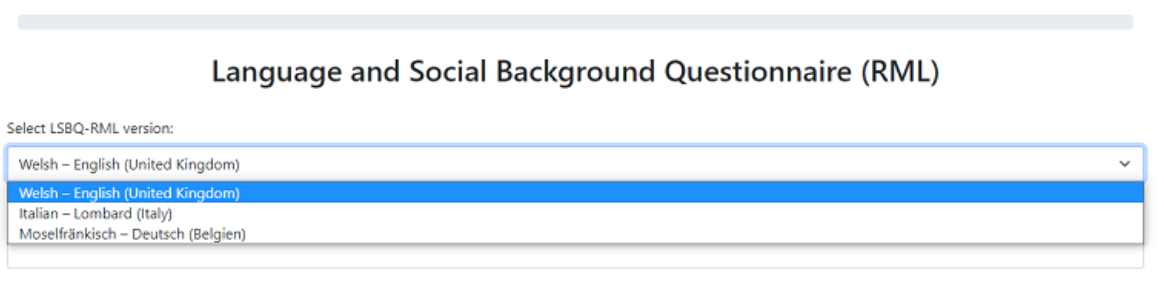 Language and Social Background Questionnaire (RML)
Select LSBQ-RML version:
Welsh – English (United Kingdom)
Welsh – English (United Kingdom)
Italian – Lombard (Italy)
Moselfränkisch – Deutsch (Belgien)